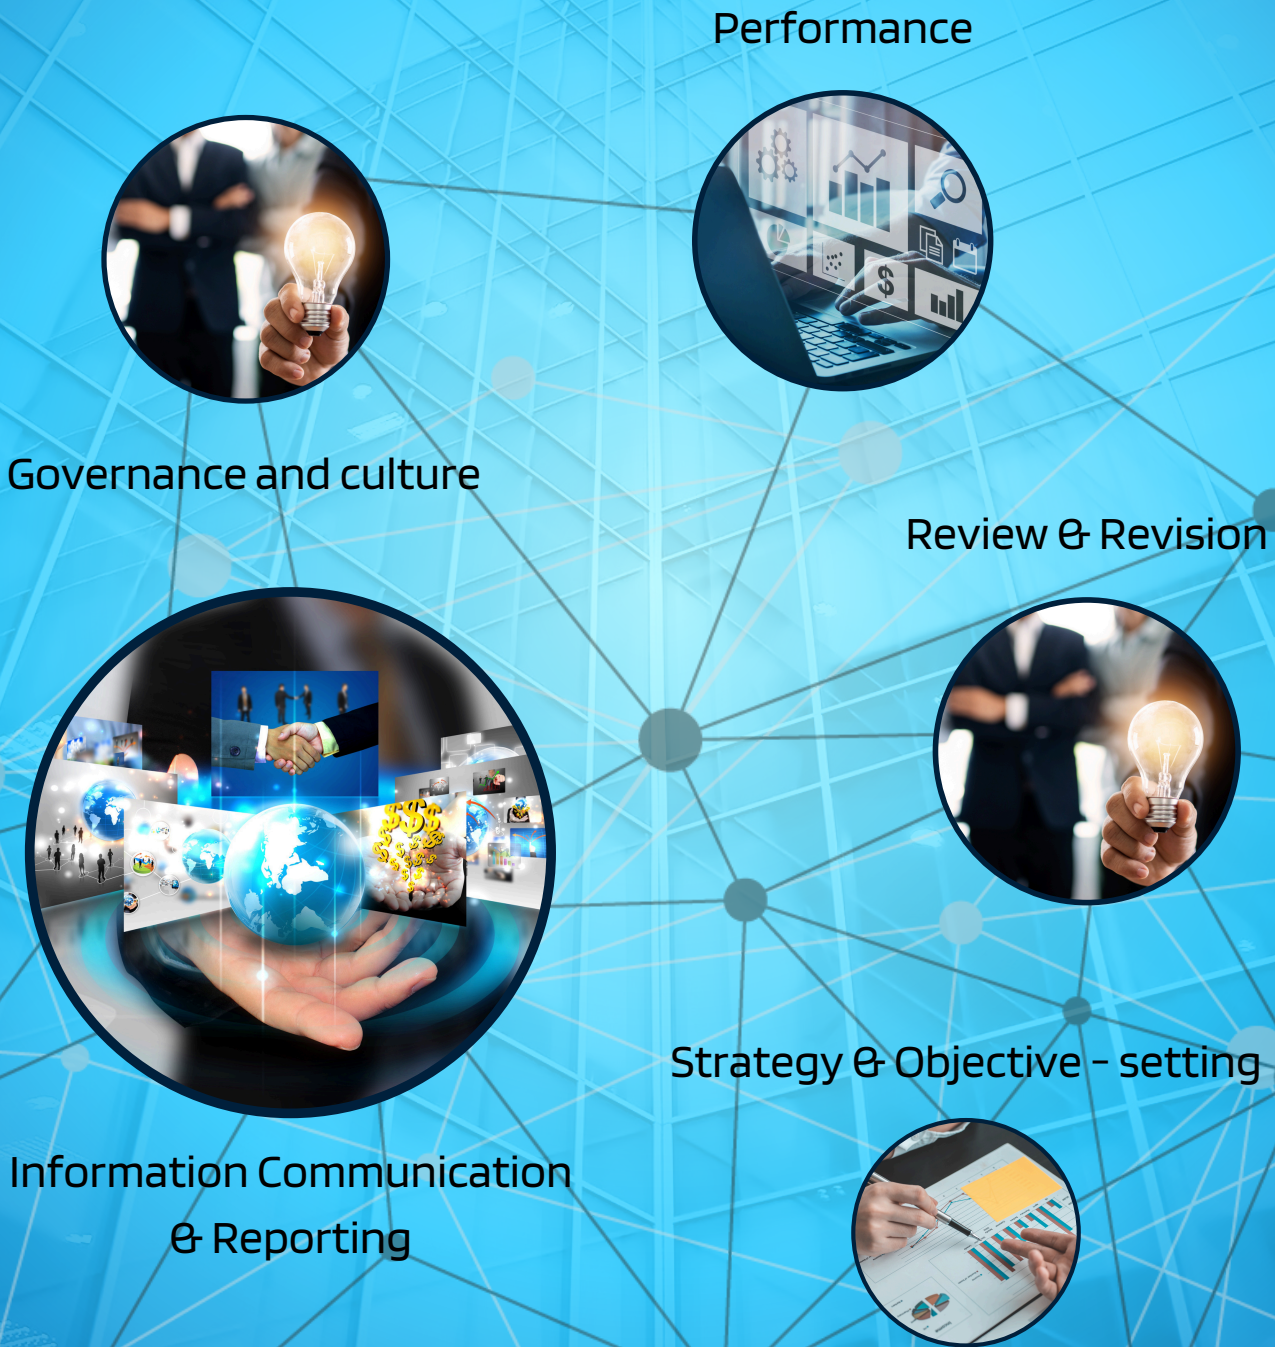 Performance
Governance and culture
Review & Revision
Strategy & Objective - setting
Information Communication
& Reporting